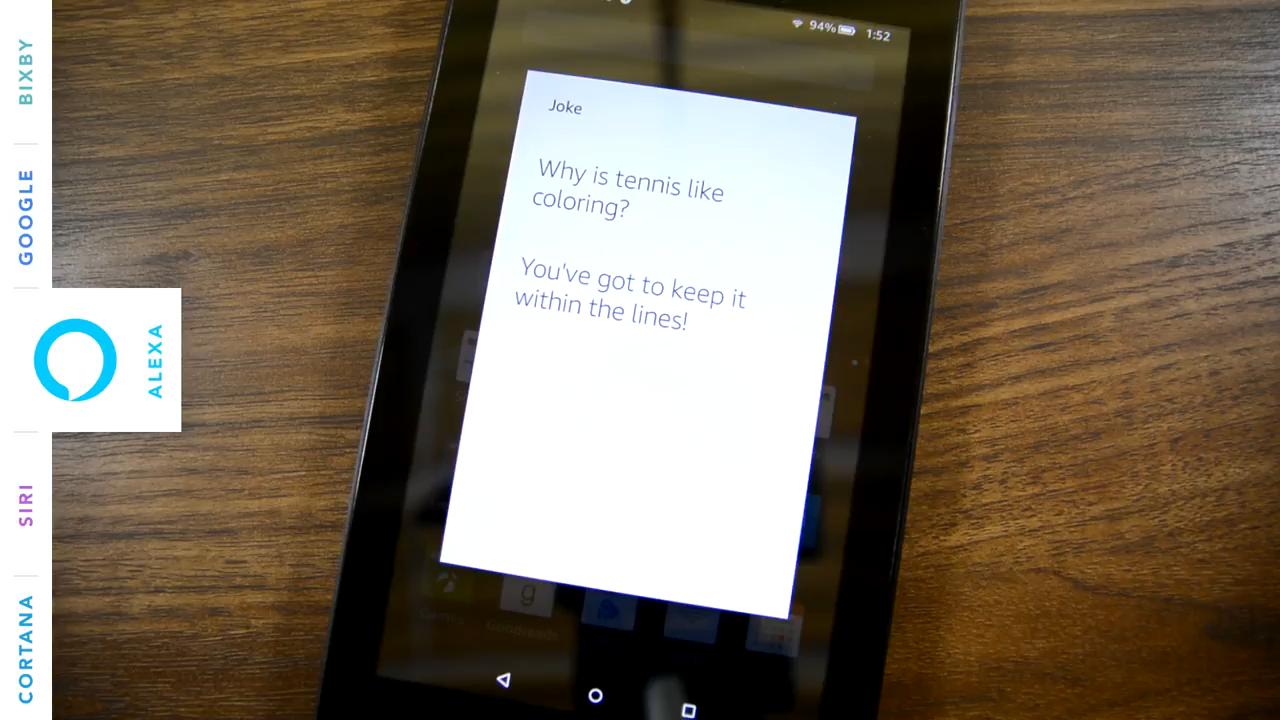 BIXBY
GOOGLE
ALEXA
SIRI
CORTANA
94%
1:52
Joke
Why is tennis like
coloring?
You've got to keep it
within the lines!
Goodreads